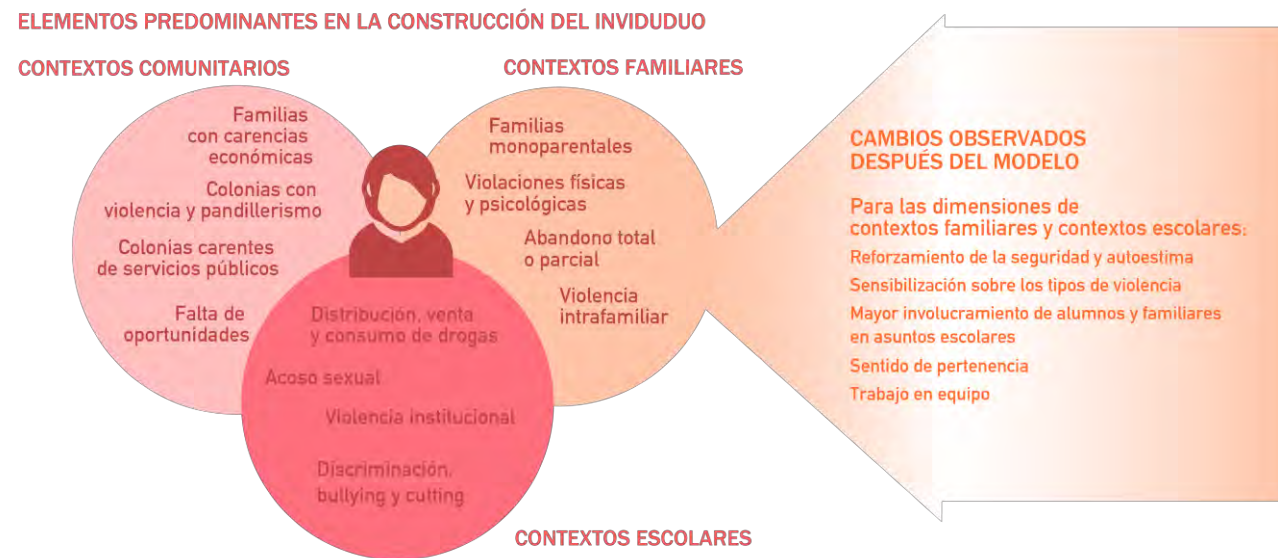 ELEMENTOS PREDOMINANTES EN LA CONSTRUCCIÓN DEL INVIDUDUO
CONTEXTOS COMUNITARIOS
Familias
con carencias
económicas
Colonias con
violencia y pandillerismo
Colonias carentes
de servicios públicos
Falta de
oportunidades
CONTEXTOS FAMILIARES
Familias
monoparentales
Violaciones físicas
y psicológicas
Abandono total
o parcial
Violencia
intrafamiliar
Distribución, venta
y consumo de drogas
Acoso sexual
Violencia institucional
Discriminación,
bullying y cutting
CONTEXTOS ESCOLARES
CAMBIOS OBSERVADOS
DESPUÉS DEL MODELO
Para las dimensiones de
contextos familiares y contextos escolares:
Reforzamiento de la seguridad y autoestima
Sensibilización sobre los tipos de violencia
Mayor involucramiento de alumnos y familiares
en asuntos escolares
Sentido de pertenencia
Trabajo en equipo